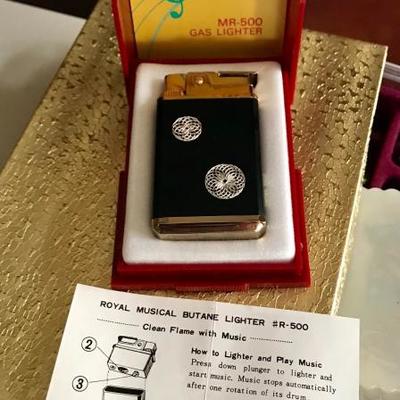 MR-500
GAS LIGHTER
ROYAL MUSICAL BUTANE LIGHTER #R-500
Clean Flame with Music
How to Lighter and Play Music
Press down plunger to lighter and
start music. Music stops automatically
after one rotation of its drum.
2
3